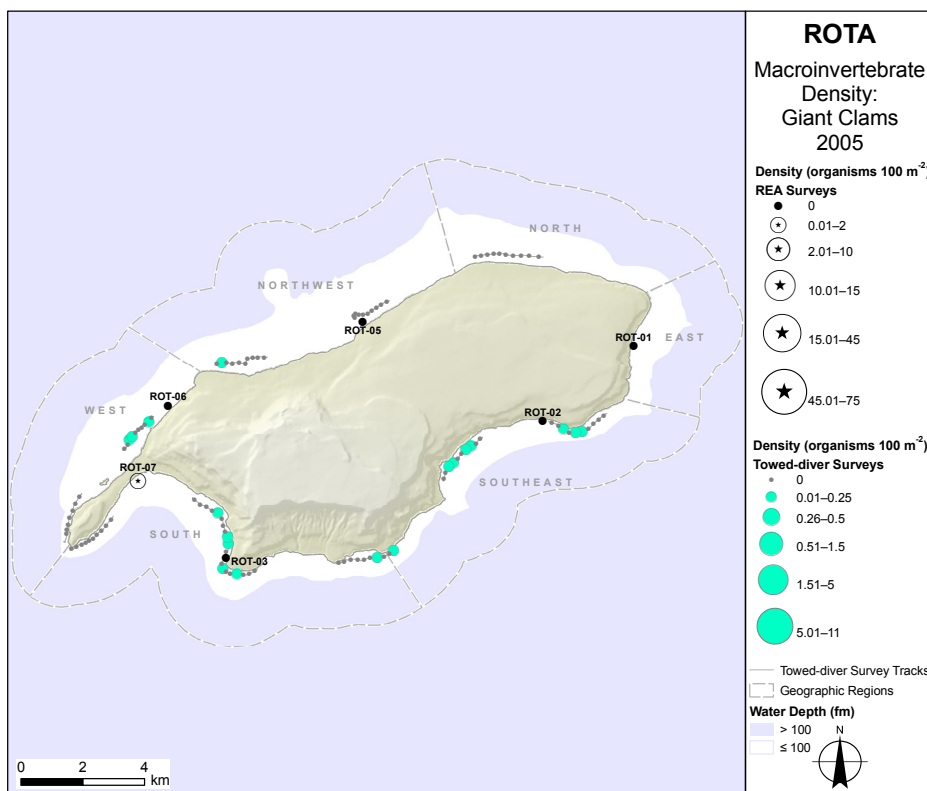 ROTA
Macroinvertebrate
Density:
Giant Clams
2005
Density (organisms 100 m-2)
REA Surveys
0
0.01–2
2.01–10
10.01–15
15.01–45
45.01–75
Density (organisms 100 m-2)
Towed-diver Surveys
0
0.01–0.25
0.26–0.5
0.51–1.5
1.51–5
5.01–11
Towed-diver Survey Tracks
Geographic Regions
Water Depth (fm)
> 100
≤ 100
N
NORTH
NORTHWEST
ROT-05
ROT-01
EAST
ROT-06
WEST
ROT-02
ROT-07
SOUTHEAST
SOUTH
ROT-03
0 2 4
km